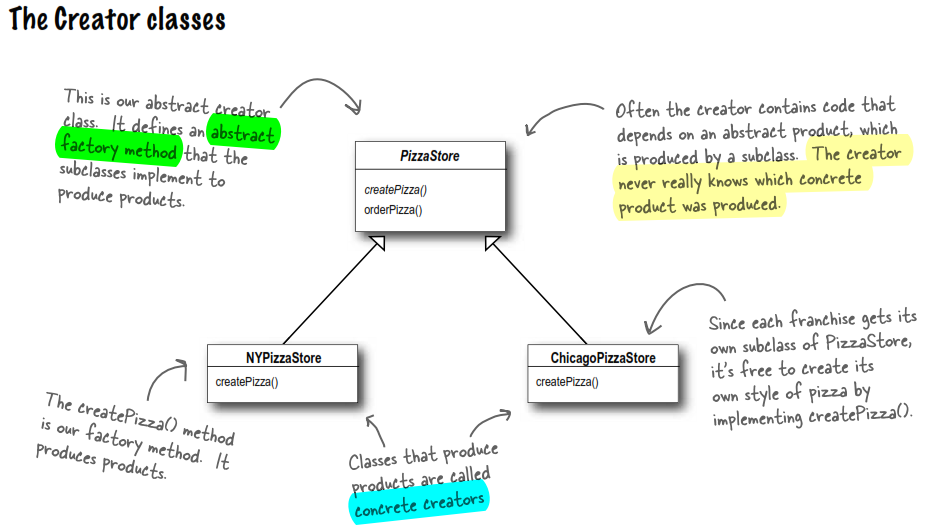 The Creator classes
This is our abstract creator
class. It defines an abstract
factory method that the
subclasses implement to
produce products.
Often the creator contains code that
depends on an abstract product, which
is produced by a subclass. The creator
never really knows which concrete
product was produced.
PizzaStore
createPizza()
orderPizza()
NYPizzaStore
createPizza()
ChicagoPizzaStore
createPizza()
Since each franchise gets its
own subclass of PizzaStore,
it's free to create its
own style of pizza by
implementing createPizza().
The createPizza() method
is our factory method. It
produces products.
Classes that produce
products are called
concrete creators